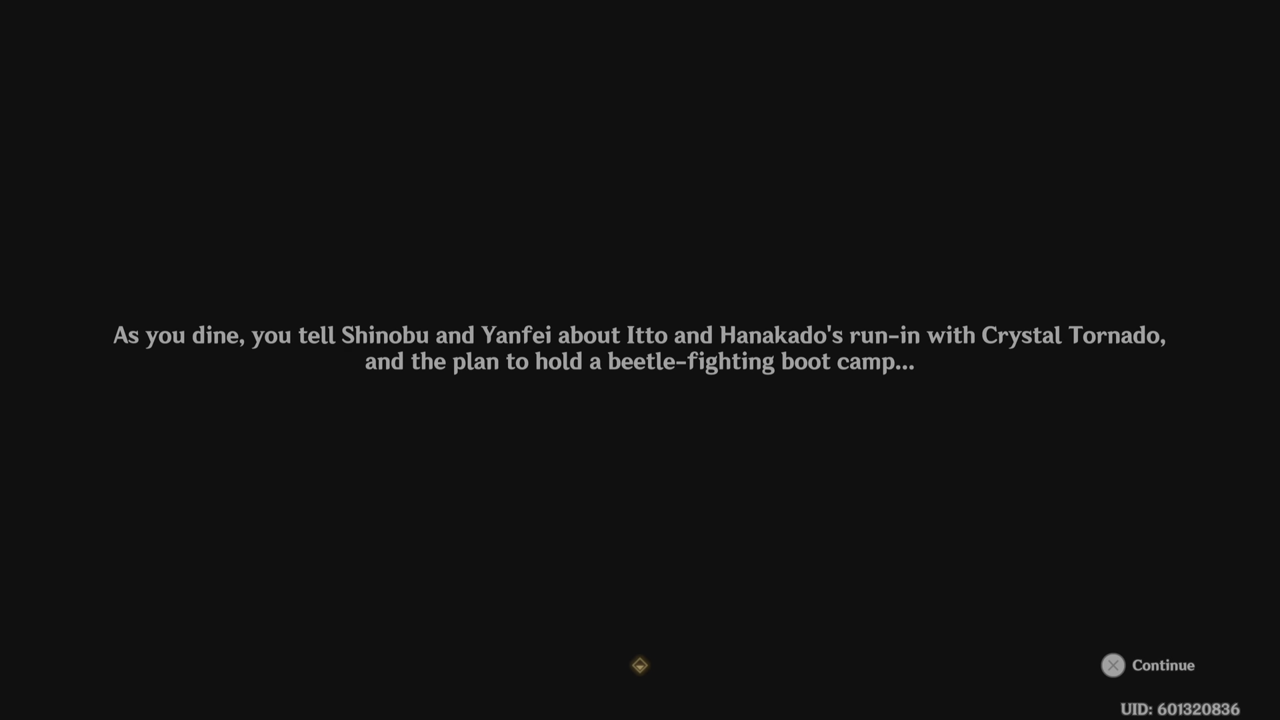 As you dine, you tell Shinobu and Yanfei about Itto and Hanakado's run-in with Crystal Tornado,
and the plan to hold a beetle-fighting boot camp...
Continue
UID: 601320836